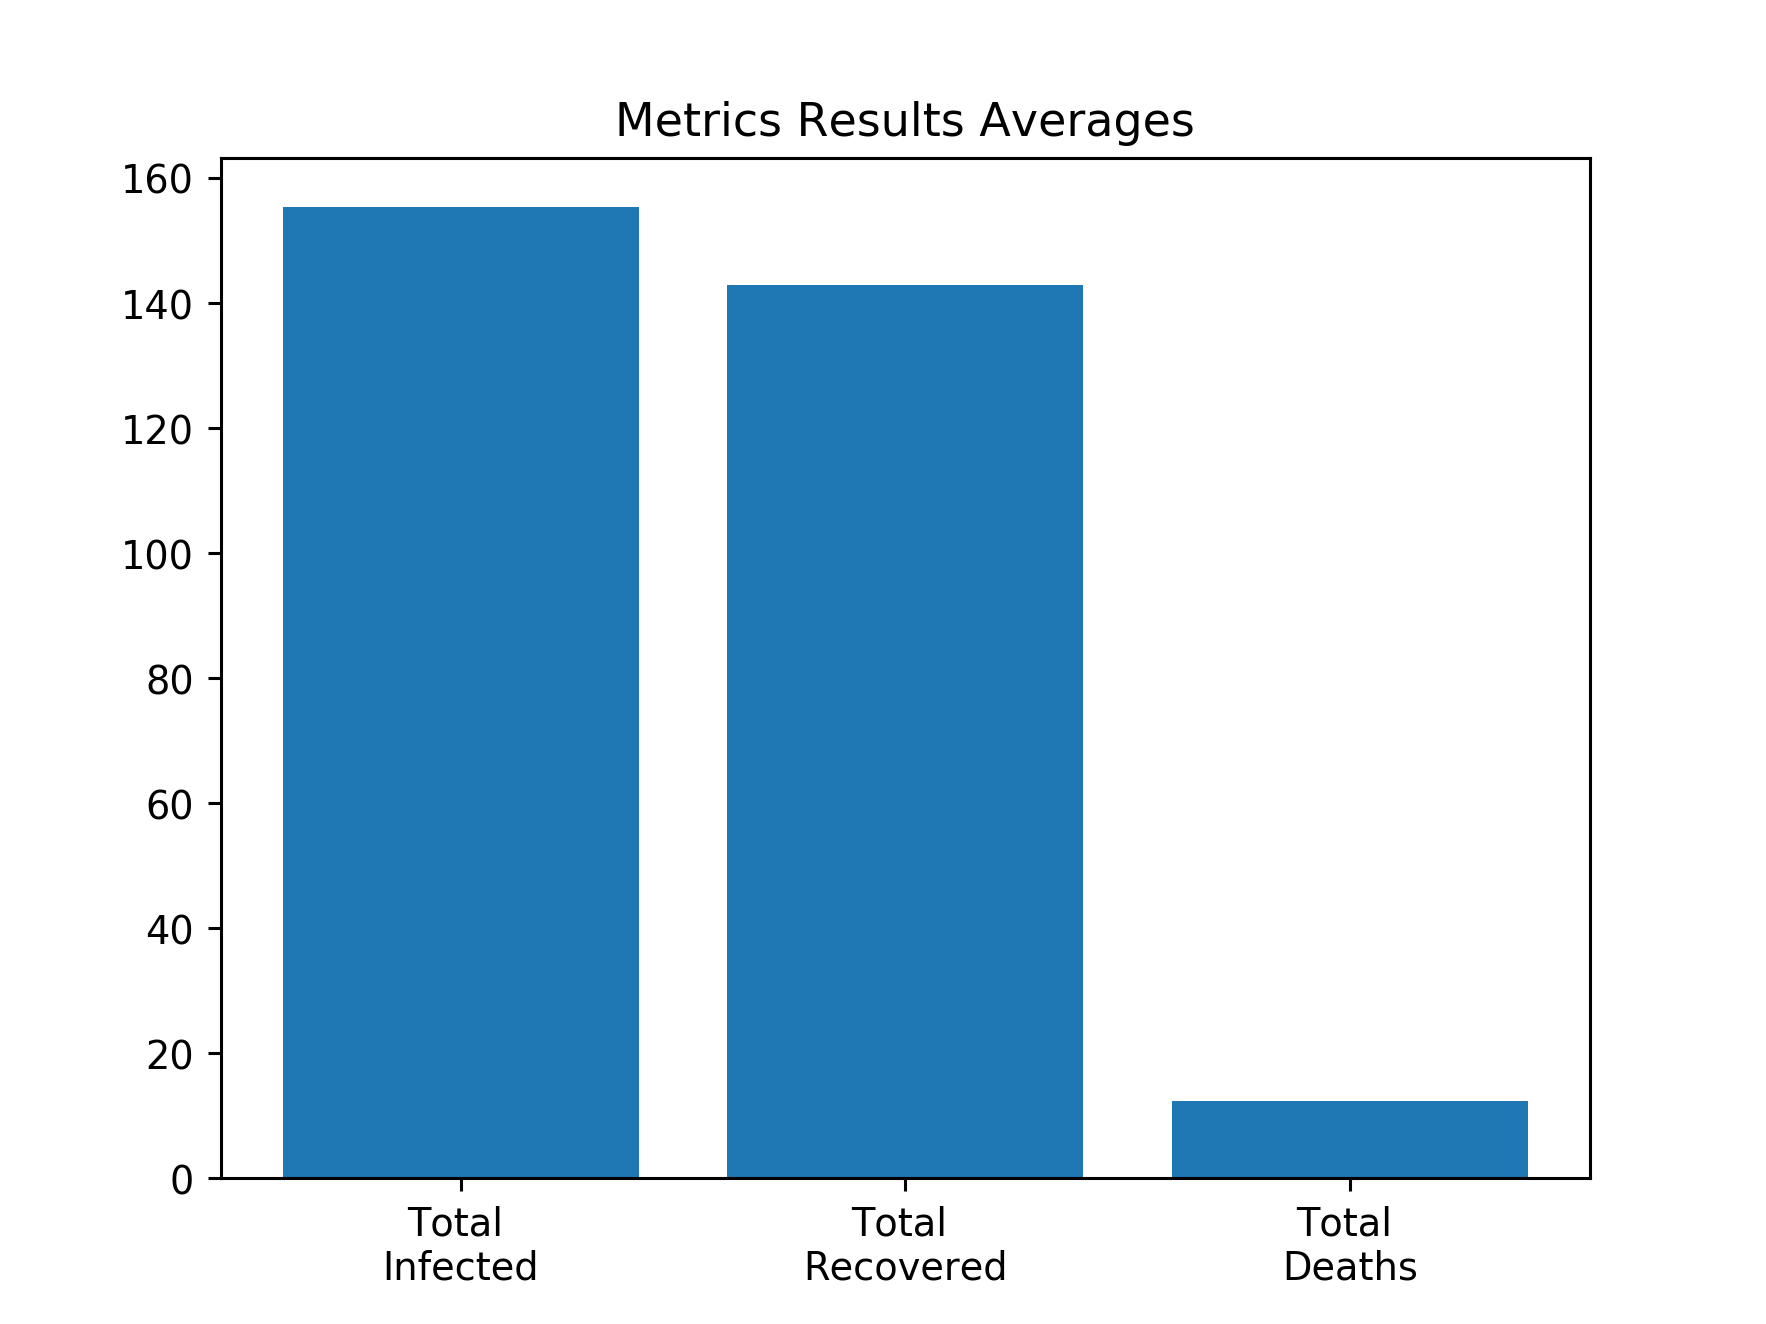 Metrics Results Averages
160
140
120
100
80
60
40
20
0
Total
Infected
Total
Recovered
Total
Deaths